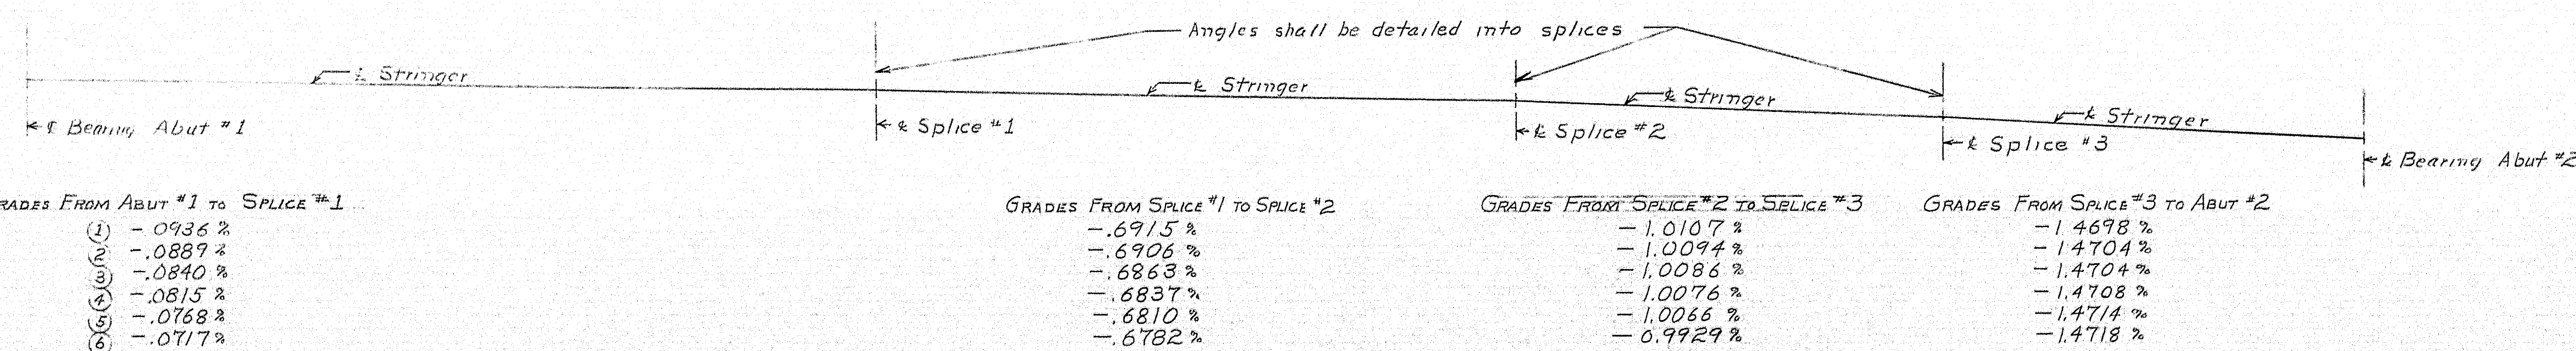 Angles shall be detailed into splices
℄ Stringer
℄ Stringer
℄ Stringer
℄ Stringer
℄ Bearing Abut #1
℄ Splice #1
℄ Splice #2
℄ Splice #3
℄ Bearing Abut #2
RADES FROM ABUT #1 TO SPLICE #1
① -.0936 %
② -.0889 %
③ -.0840 %
④ -.0815 %
⑤ -.0768 %
⑥ -.0717 %
GRADES FROM SPLICE #1 TO SPLICE #2
-.6915 %
-.6906 %
-.6863 %
-.6837 %
-.6810 %
-.6782 %
GRADES FROM SPLICE #2 TO SPLICE #3
-1.0107 %
-1.0094 %
-1.0086 %
-1.0076 %
-1.0066 %
-0.9929 %
GRADES FROM SPLICE #3 TO ABUT #2
-1.4698 %
-1.4704 %
-1.4704 %
-1.4708 %
-1.4714 %
-1.4718 %